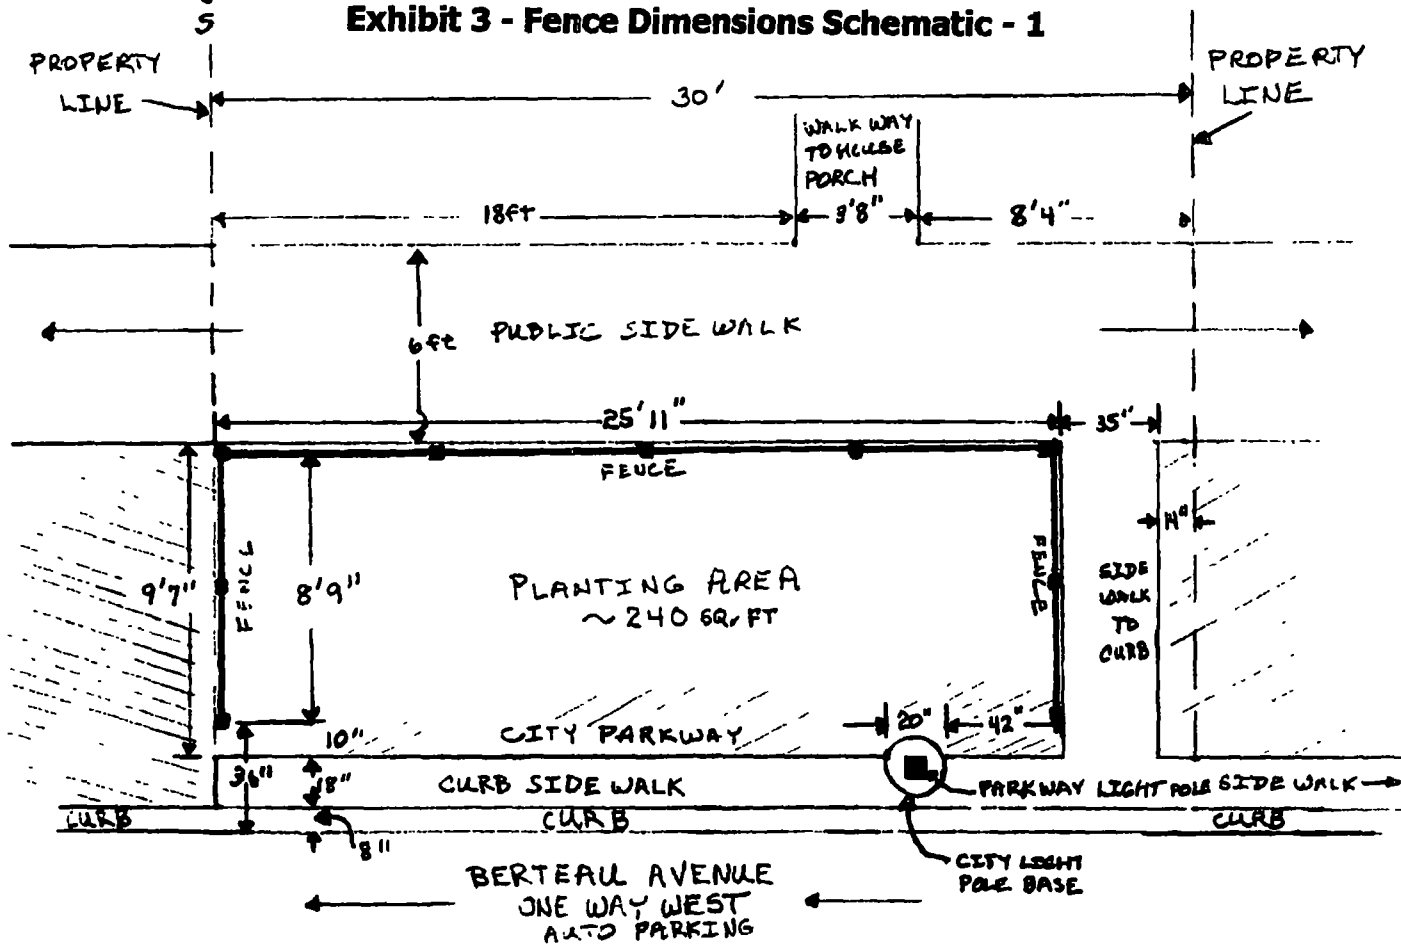 S
Exhibit 3 - Fence Dimensions Schematic - 1
PROPERTY
LINE
PROPERTY
LINE
30'
WALK WAY
TO HOUSE
PORCH
18ft
3'8"
8'4"
6ft
PUBLIC SIDE WALK
25'11"
35"
FENCE
14"
9'7"
FENCE
8'9"
PLANTING AREA
~ 240 SQ. FT
FENCE
SIDE
WALK
TO
CURB
20"
42"
10"
CITY PARKWAY
36"
18"
CURB SIDE WALK
PARKWAY LIGHT POLE
SIDE WALK
CURB
CURB
CURB
8"
CITY LIGHT
POLE BASE
BERTEAU AVENUE
ONE WAY WEST
AUTO PARKING